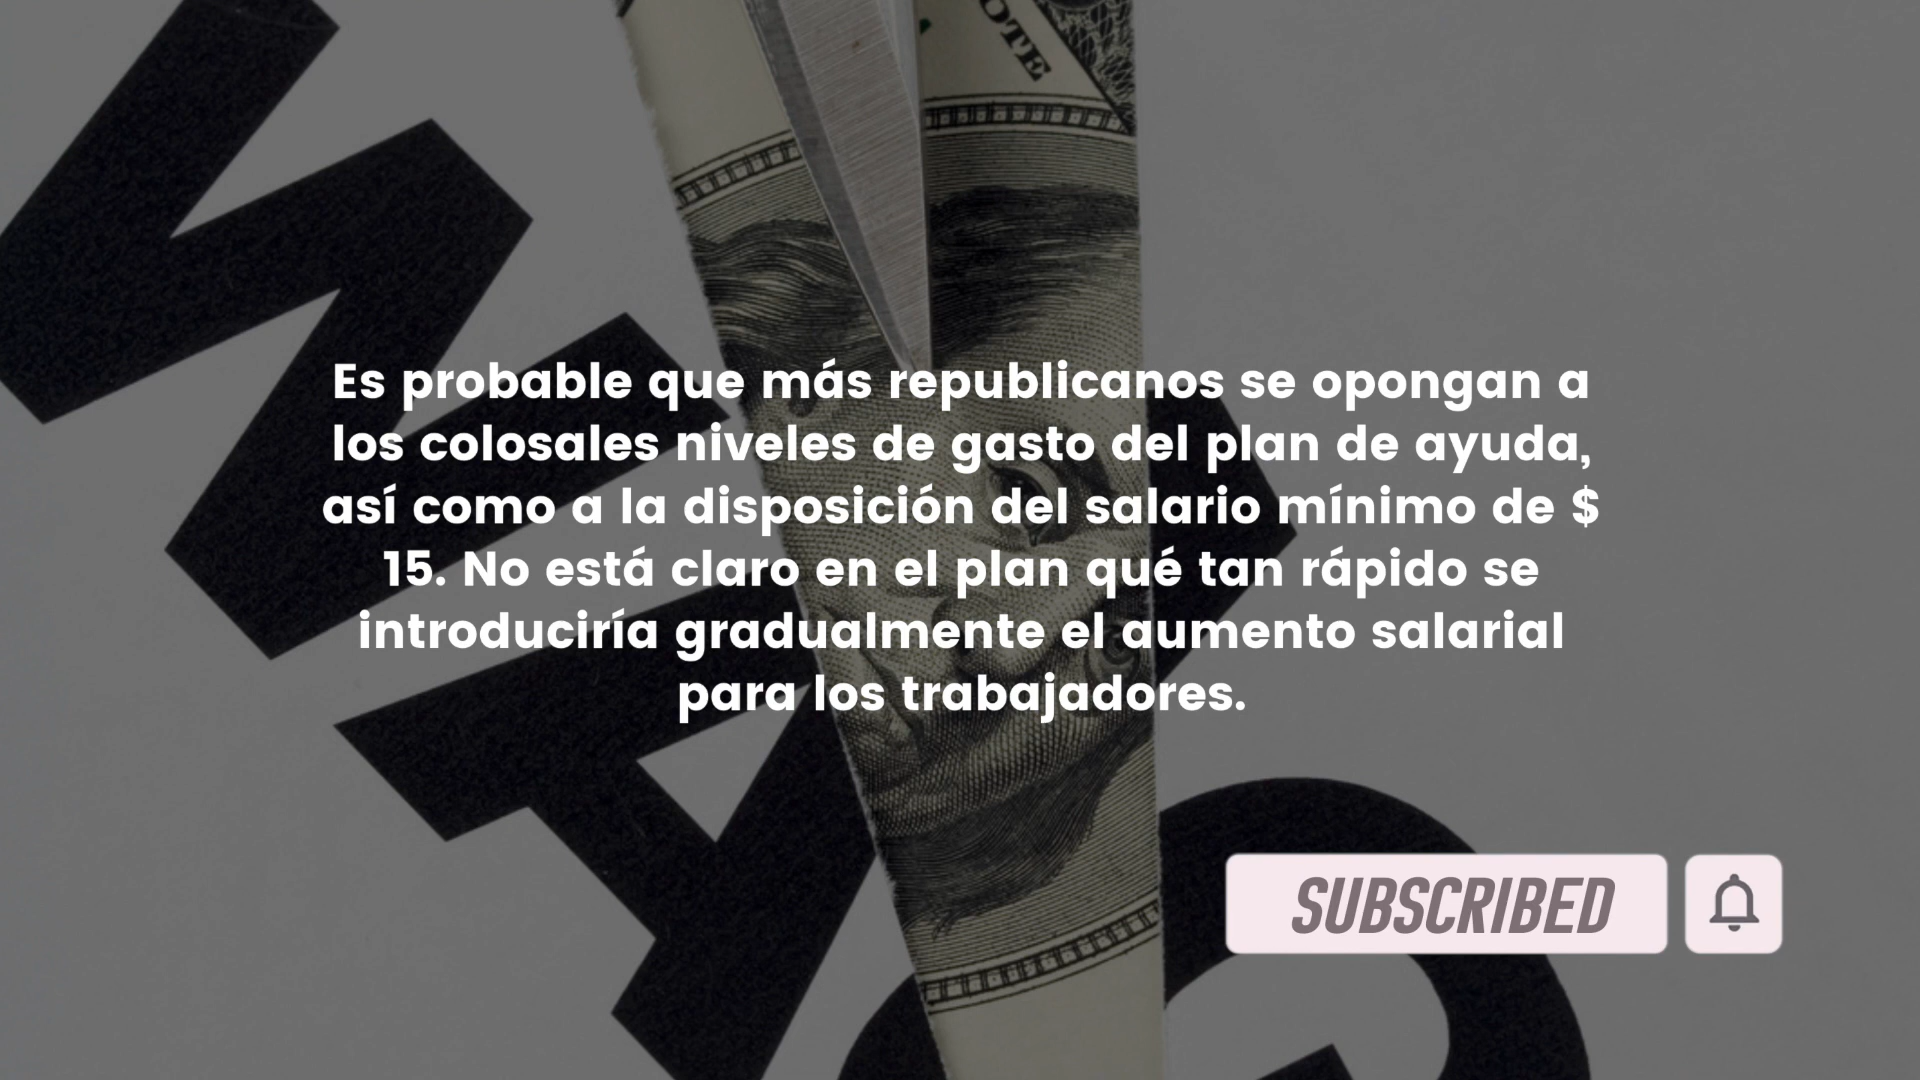 OTE
Es probable que más republicanos se opongan a
los colosales niveles de gasto del plan de ayuda,
así como a la disposición del salario mínimo de $
15. No está claro en el plan qué tan rápido se
introduciría gradualmente el aumento salarial
para los trabajadores.
WAG
SUBSCRIBED